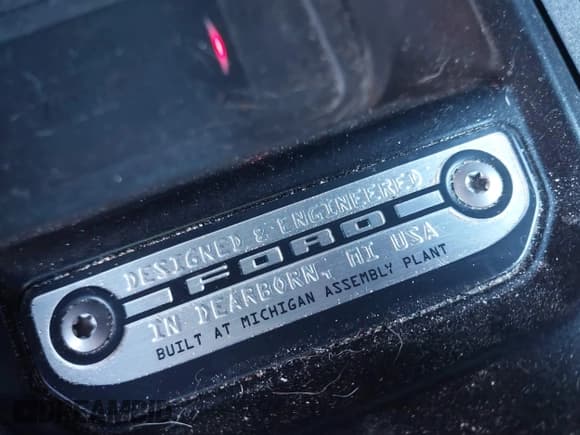 DESIGNED & ENGINEERED
FORD
IN DEARBORN, MI USA
BUILT AT MICHIGAN ASSEMBLY PLANT